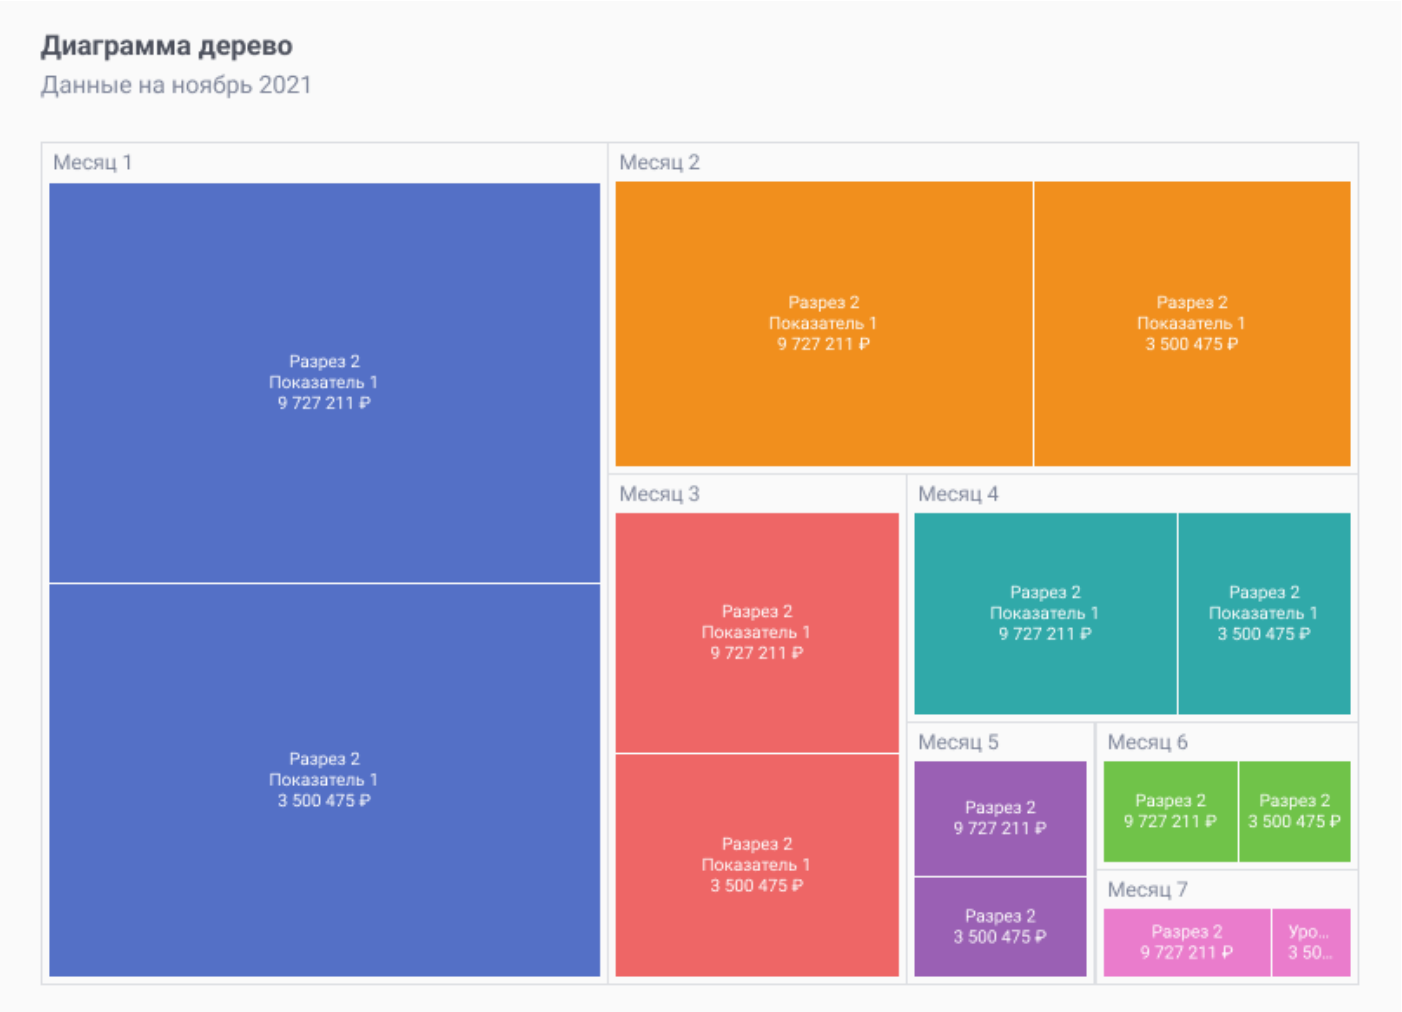 Диаграмма дерево
Данные на ноябрь 2021
Месяц 1
Разрез 2
Показатель 1
9 727 211 ₽
Разрез 2
Показатель 1
3 500 475 ₽
Месяц 2
Разрез 2
Показатель 1
9 727 211 ₽
Разрез 2
Показатель 1
3 500 475 ₽
Месяц 3
Разрез 2
Показатель 1
9 727 211 ₽
Разрез 2
Показатель 1
3 500 475 ₽
Месяц 4
Разрез 2
Показатель 1
9 727 211 ₽
Разрез 2
Показатель 1
3 500 475 ₽
Месяц 5
Разрез 2
9 727 211 ₽
Разрез 2
3 500 475 ₽
Месяц 6
Разрез 2
9 727 211 ₽
Разрез 2
3 500 475 ₽
Месяц 7
Разрез 2
9 727 211 ₽
Уро...
3 50...